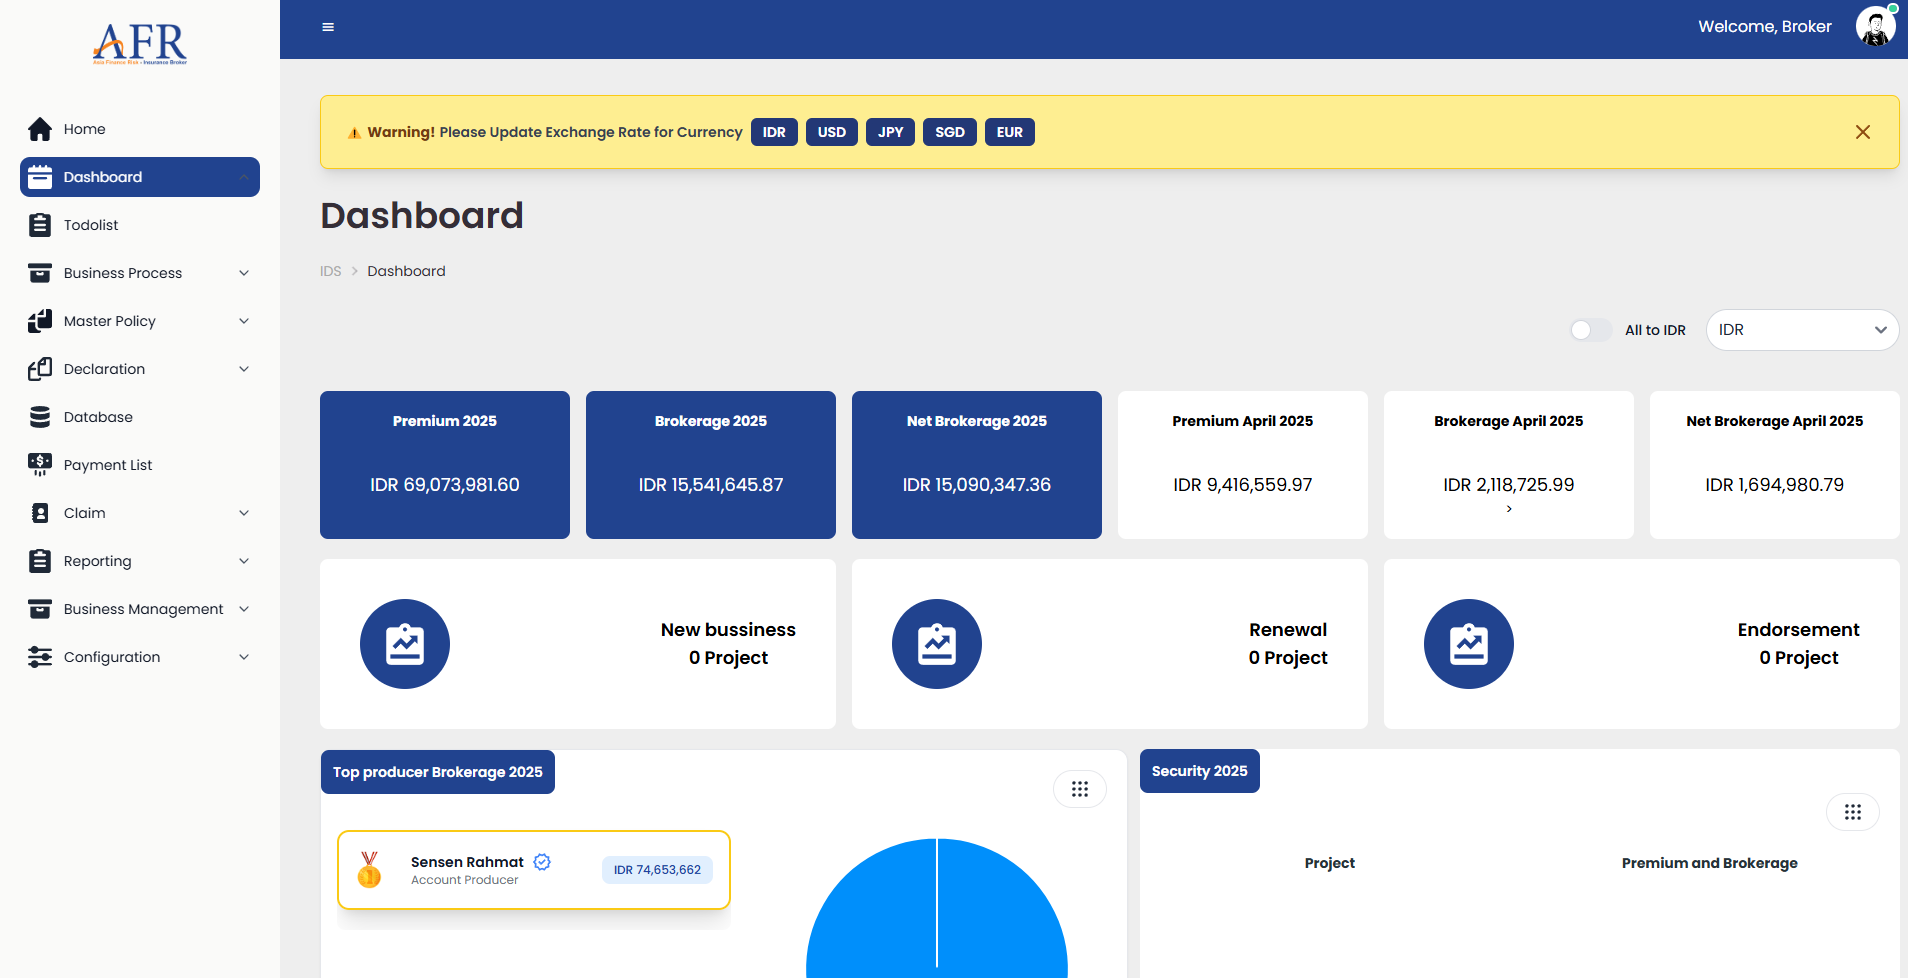 AFR
Asia Finance Risk - Insurance Broker
Welcome, Broker
Home
Dashboard
Todolist
Business Process
Master Policy
Declaration
Database
Payment List
Claim
Reporting
Business Management
Configuration
Warning! Please Update Exchange Rate for Currency IDR USD JPY SGD EUR
Dashboard
IDS > Dashboard
All to IDR
IDR
Premium 2025
IDR 69,073,981.60
Brokerage 2025
IDR 15,541,645.87
Net Brokerage 2025
IDR 15,090,347.36
Premium April 2025
IDR 9,416,559.97
Brokerage April 2025
IDR 2,118,725.99
>
Net Brokerage April 2025
IDR 1,694,980.79
New bussiness
0 Project
Renewal
0 Project
Endorsement
0 Project
Top producer Brokerage 2025
1
Sensen Rahmat
Account Producer
IDR 74,653,662
Security 2025
Project
Premium and Brokerage